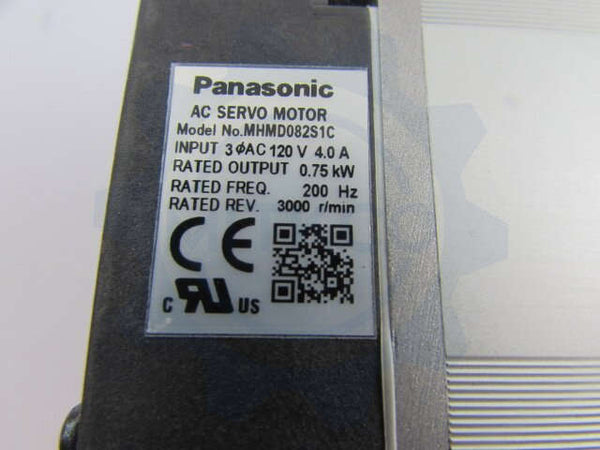 Panasonic
AC SERVO MOTOR
Model No.MHMD082S1C
INPUT 3ϕAC 120 V 4.0 A
RATED OUTPUT 0.75 kW
RATED FREQ. 200 Hz
RATED REV. 3000 r/min
CE
C RU US